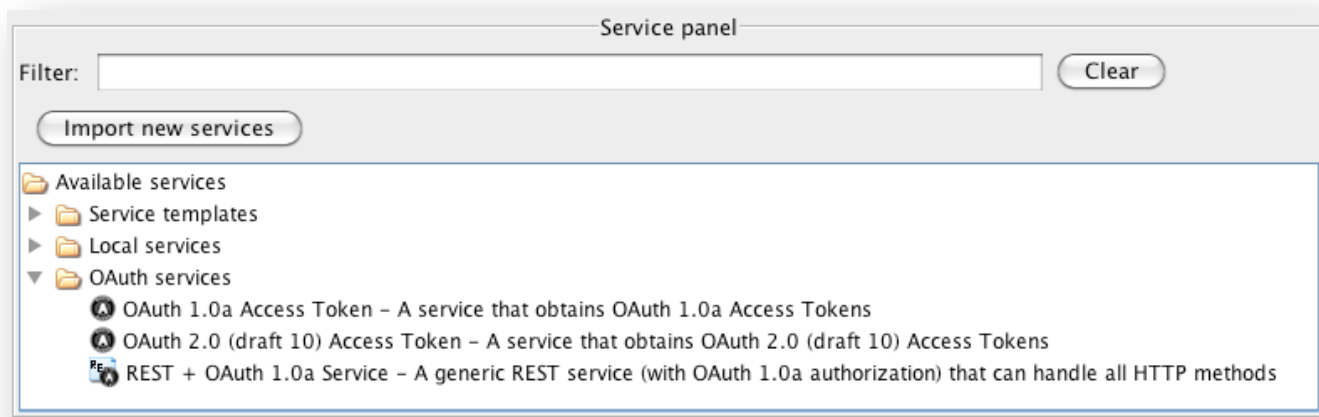 Service panel
Filter:
Clear
Import new services
Available services
Service templates
Local services
OAuth services
OAuth 1.0a Access Token – A service that obtains OAuth 1.0a Access Tokens
OAuth 2.0 (draft 10) Access Token – A service that obtains OAuth 2.0 (draft 10) Access Tokens
REST + OAuth 1.0a Service – A generic REST service (with OAuth 1.0a authorization) that can handle all HTTP methods